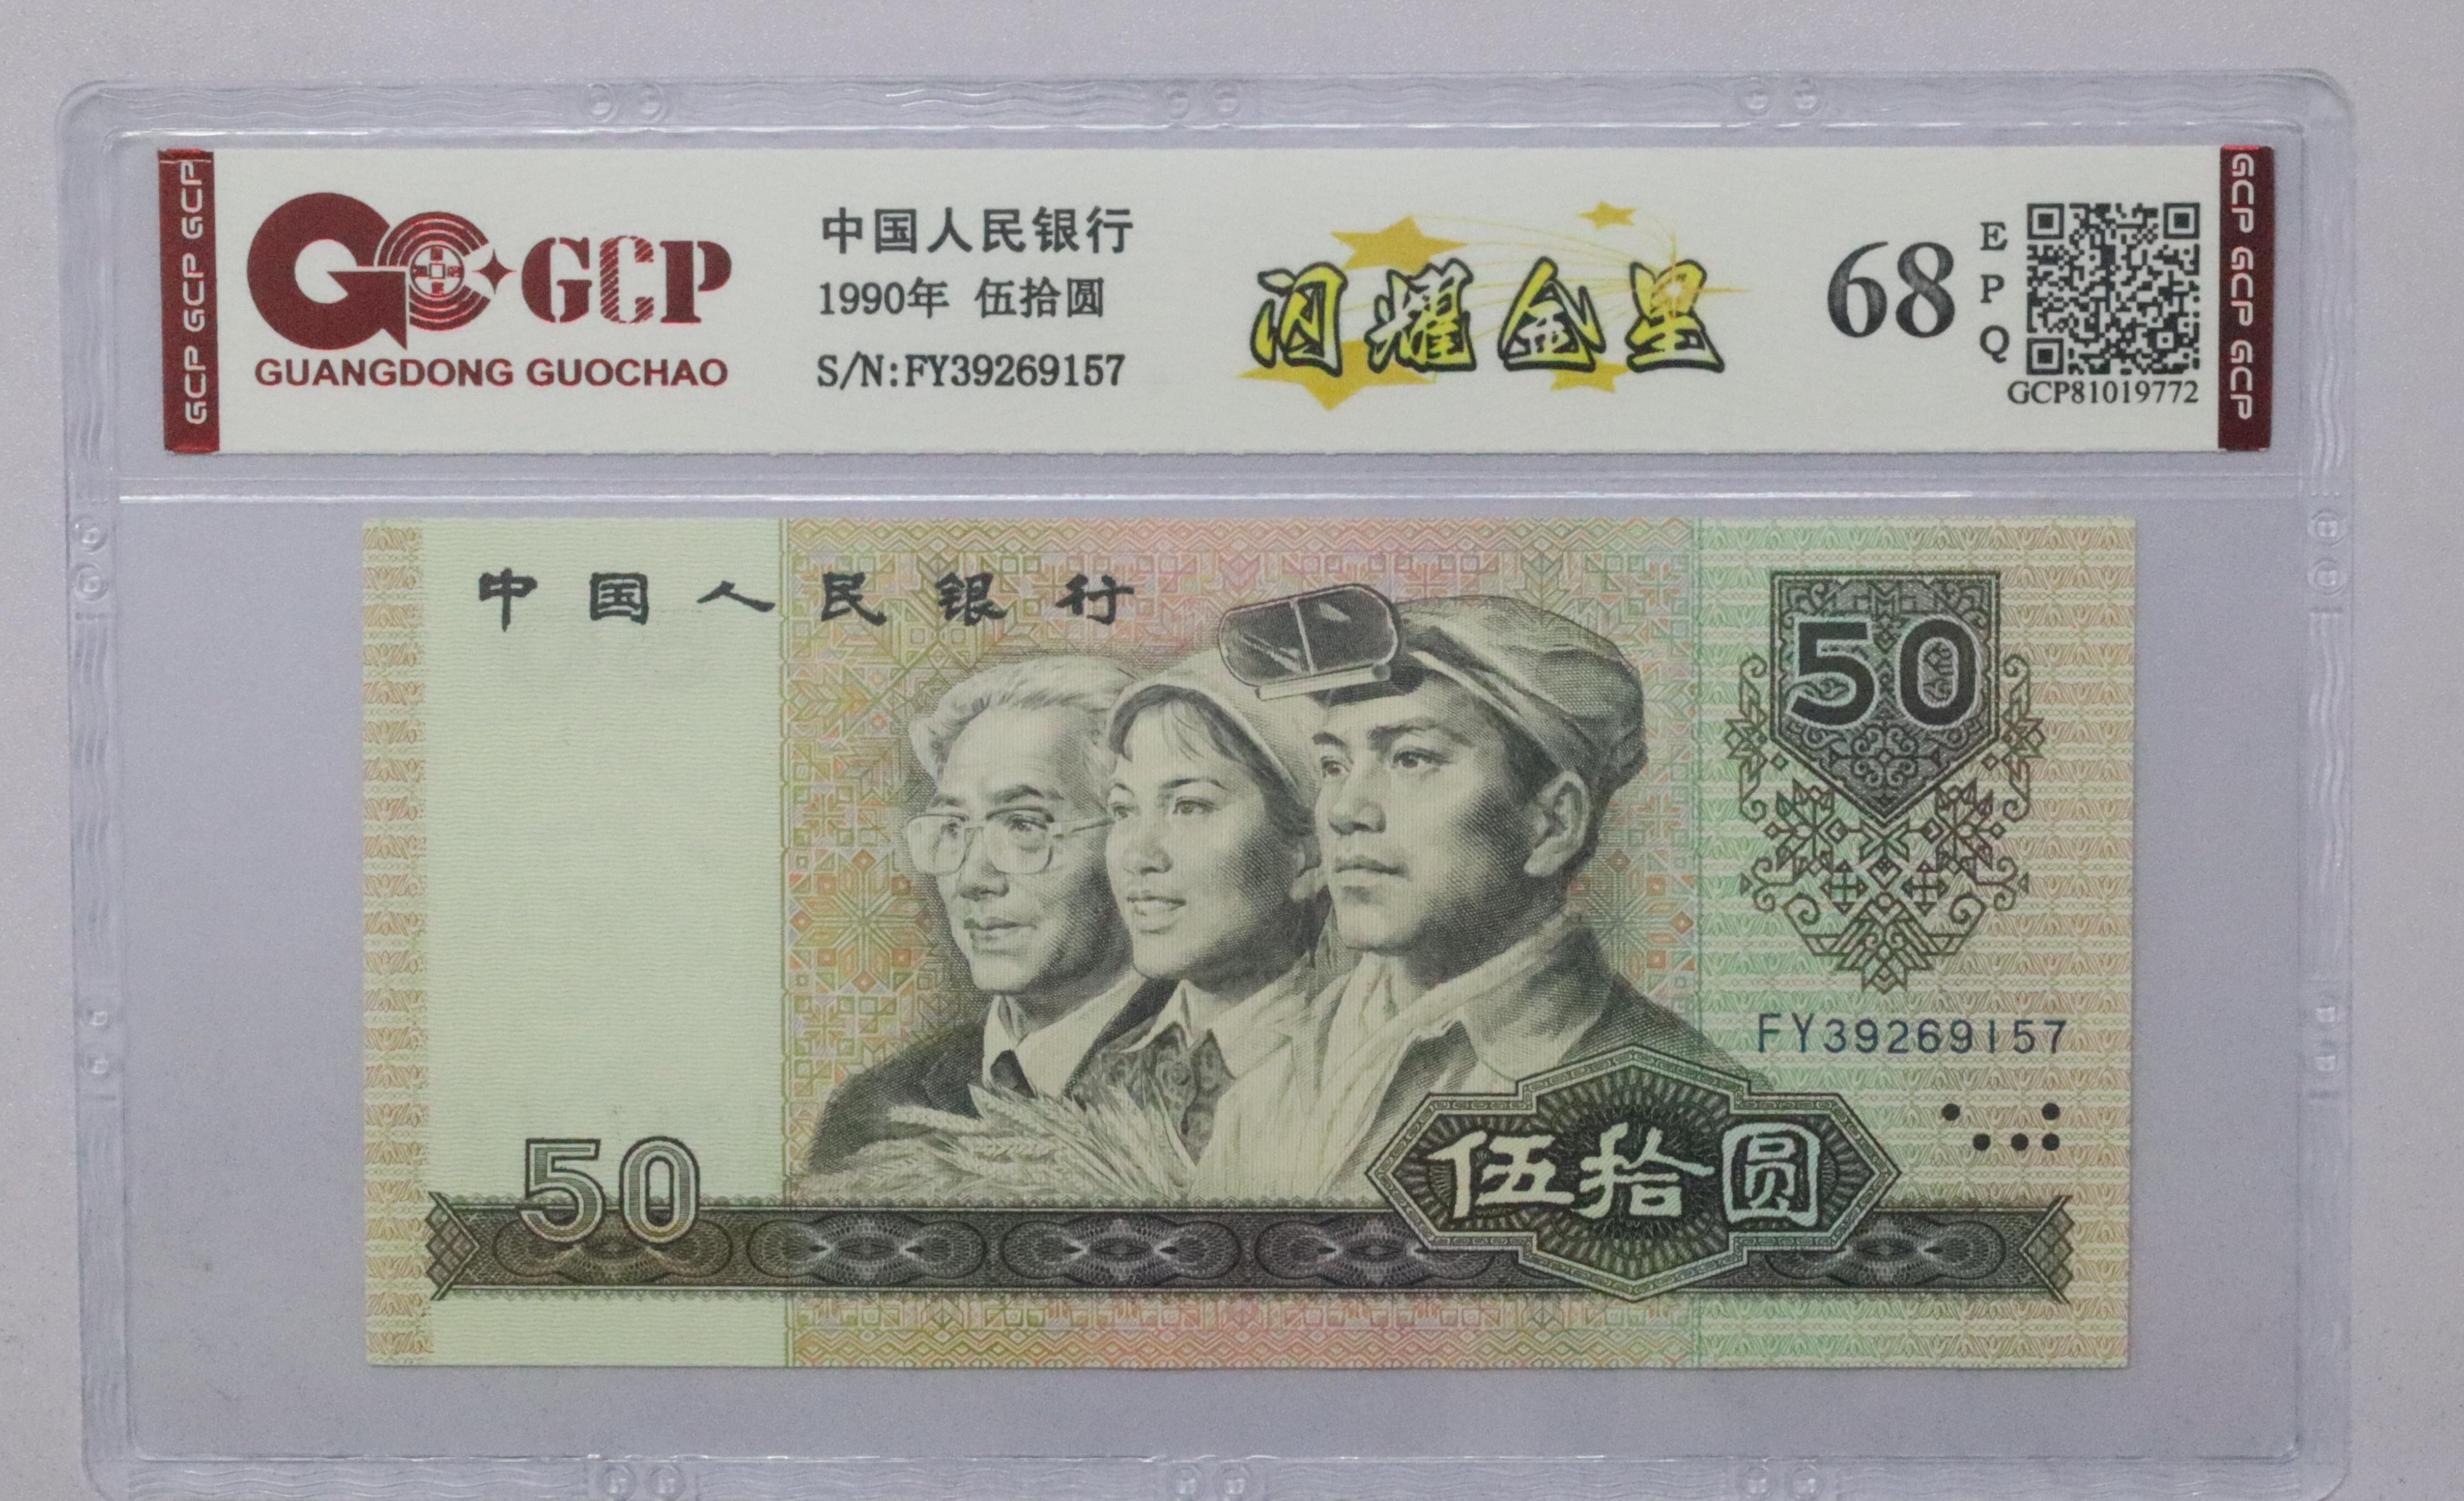 GCP GCP GCP
GCP
GUANGDONG GUOCHAO
中国人民银行
1990年 伍拾圆
S/N:FY39269157
闪耀金星
68
E
P
Q
GCP81019772
GCP GCP GCP
中国人民银行
50
FY39269157
50
伍拾圆